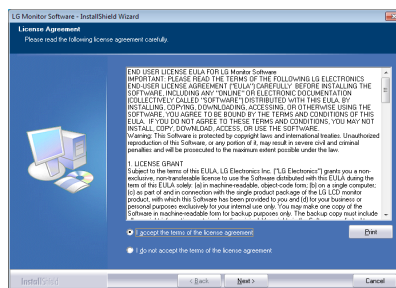 LG Monitor Software - InstallShield Wizard
License Agreement
Please read the following license agreement carefully.
END USER LICENSE EULA FOR LG Monitor Software
IMPORTANT: PLEASE READ THE TERMS OF THE FOLLOWING LG ELECTRONICS
END-USER LICENSE AGREEMENT ("EULA") CAREFULLY BEFORE INSTALLING THE
SOFTWARE, INCLUDING ANY "ONLINE" OR ELECTRONIC DOCUMENTATION
(COLLECTIVELY CALLED "SOFTWARE") DISTRIBUTED WITH THIS EULA. BY
INSTALLING, COPYING, DOWNLOADING, ACCESSING, OR OTHERWISE USING THE
SOFTWARE, YOU AGREE TO BE BOUND BY THE TERMS AND CONDITIONS OF THIS
EULA. IF YOU DO NOT AGREE TO THESE TERMS AND CONDITIONS, YOU MAY NOT
INSTALL, COPY, DOWNLOAD, ACCESS, OR USE THE SOFTWARE.
Warning: This Software is protected by copyright laws and international treaties. Unauthorized
reproduction of this Software, or any portion of it, may result in severe civil and criminal
penalties and will be prosecuted to the maximum extent possible under the law.
1. LICENSE GRANT
Subject to the terms of this EULA, LG Electronics Inc. ("LG Electronics") grants you a non-
exclusive, non-transferable license to use the Software distributed with this EULA during the
term of this EULA solely: (a) in machine-readable, object-code form; (b) on a single computer;
(c) as part of and in connection with the single product package of the LG LCD monitor
product, with which this Software has been provided to you and (d) for your business or
personal purposes exclusively for your internal use only. You may make one copy of the
Software in machine-readable form for backup purposes only. The backup copy must include
I accept the terms of the license agreement
Print
I do not accept the terms of the license agreement
InstallShield
< Back
Next >
Cancel